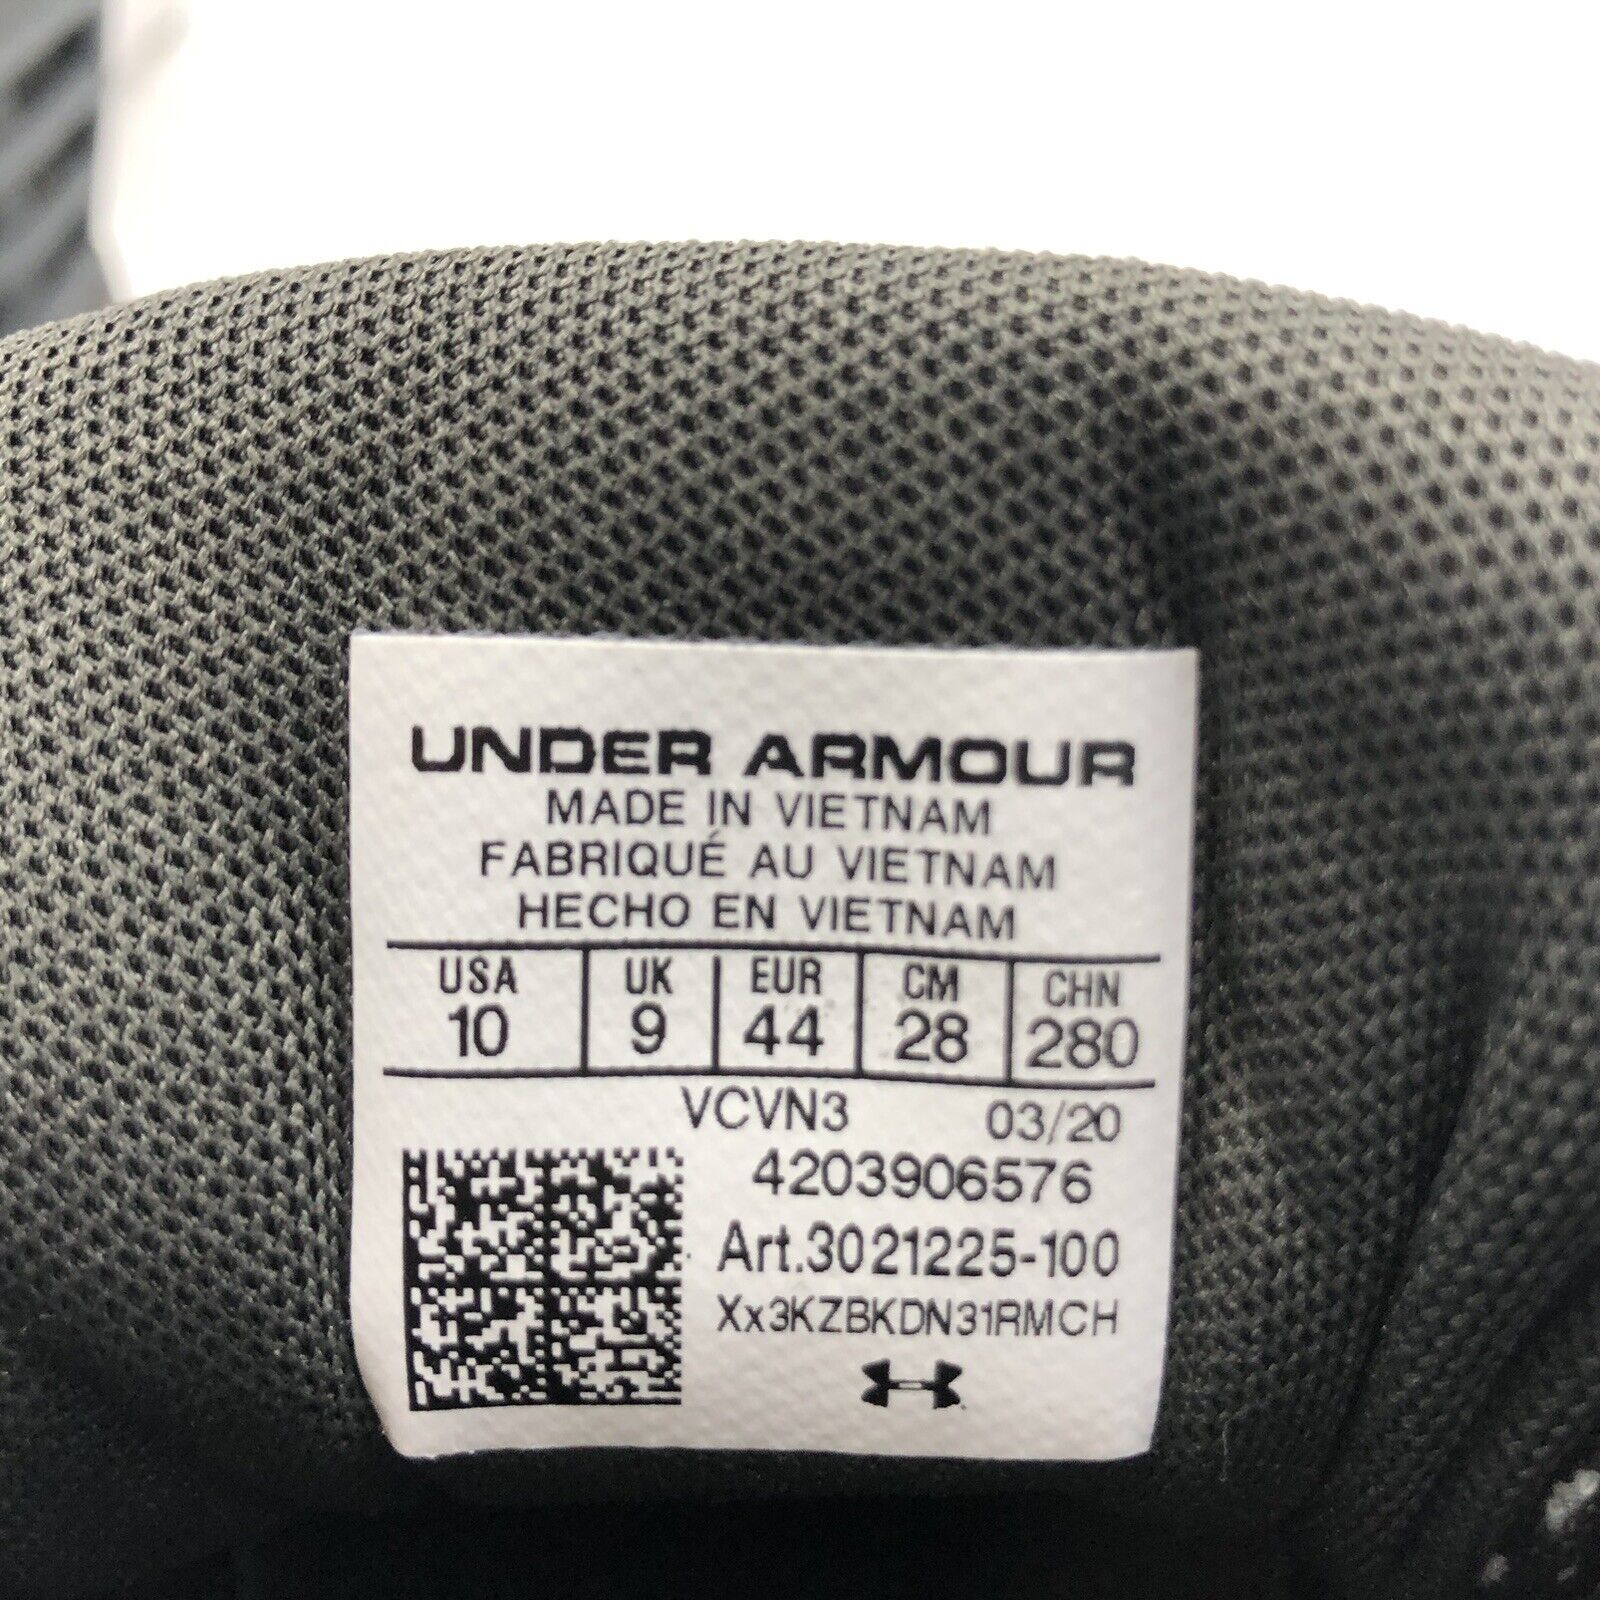 UNDER ARMOUR
MADE IN VIETNAM
FABRIQUÉ AU VIETNAM
HECHO EN VIETNAM
USA UK EUR CM CHN
10 9 44 28 280
VCVN3 03/20
4203906576
Art.3021225-100
Xx3KZBKDN31RMCH